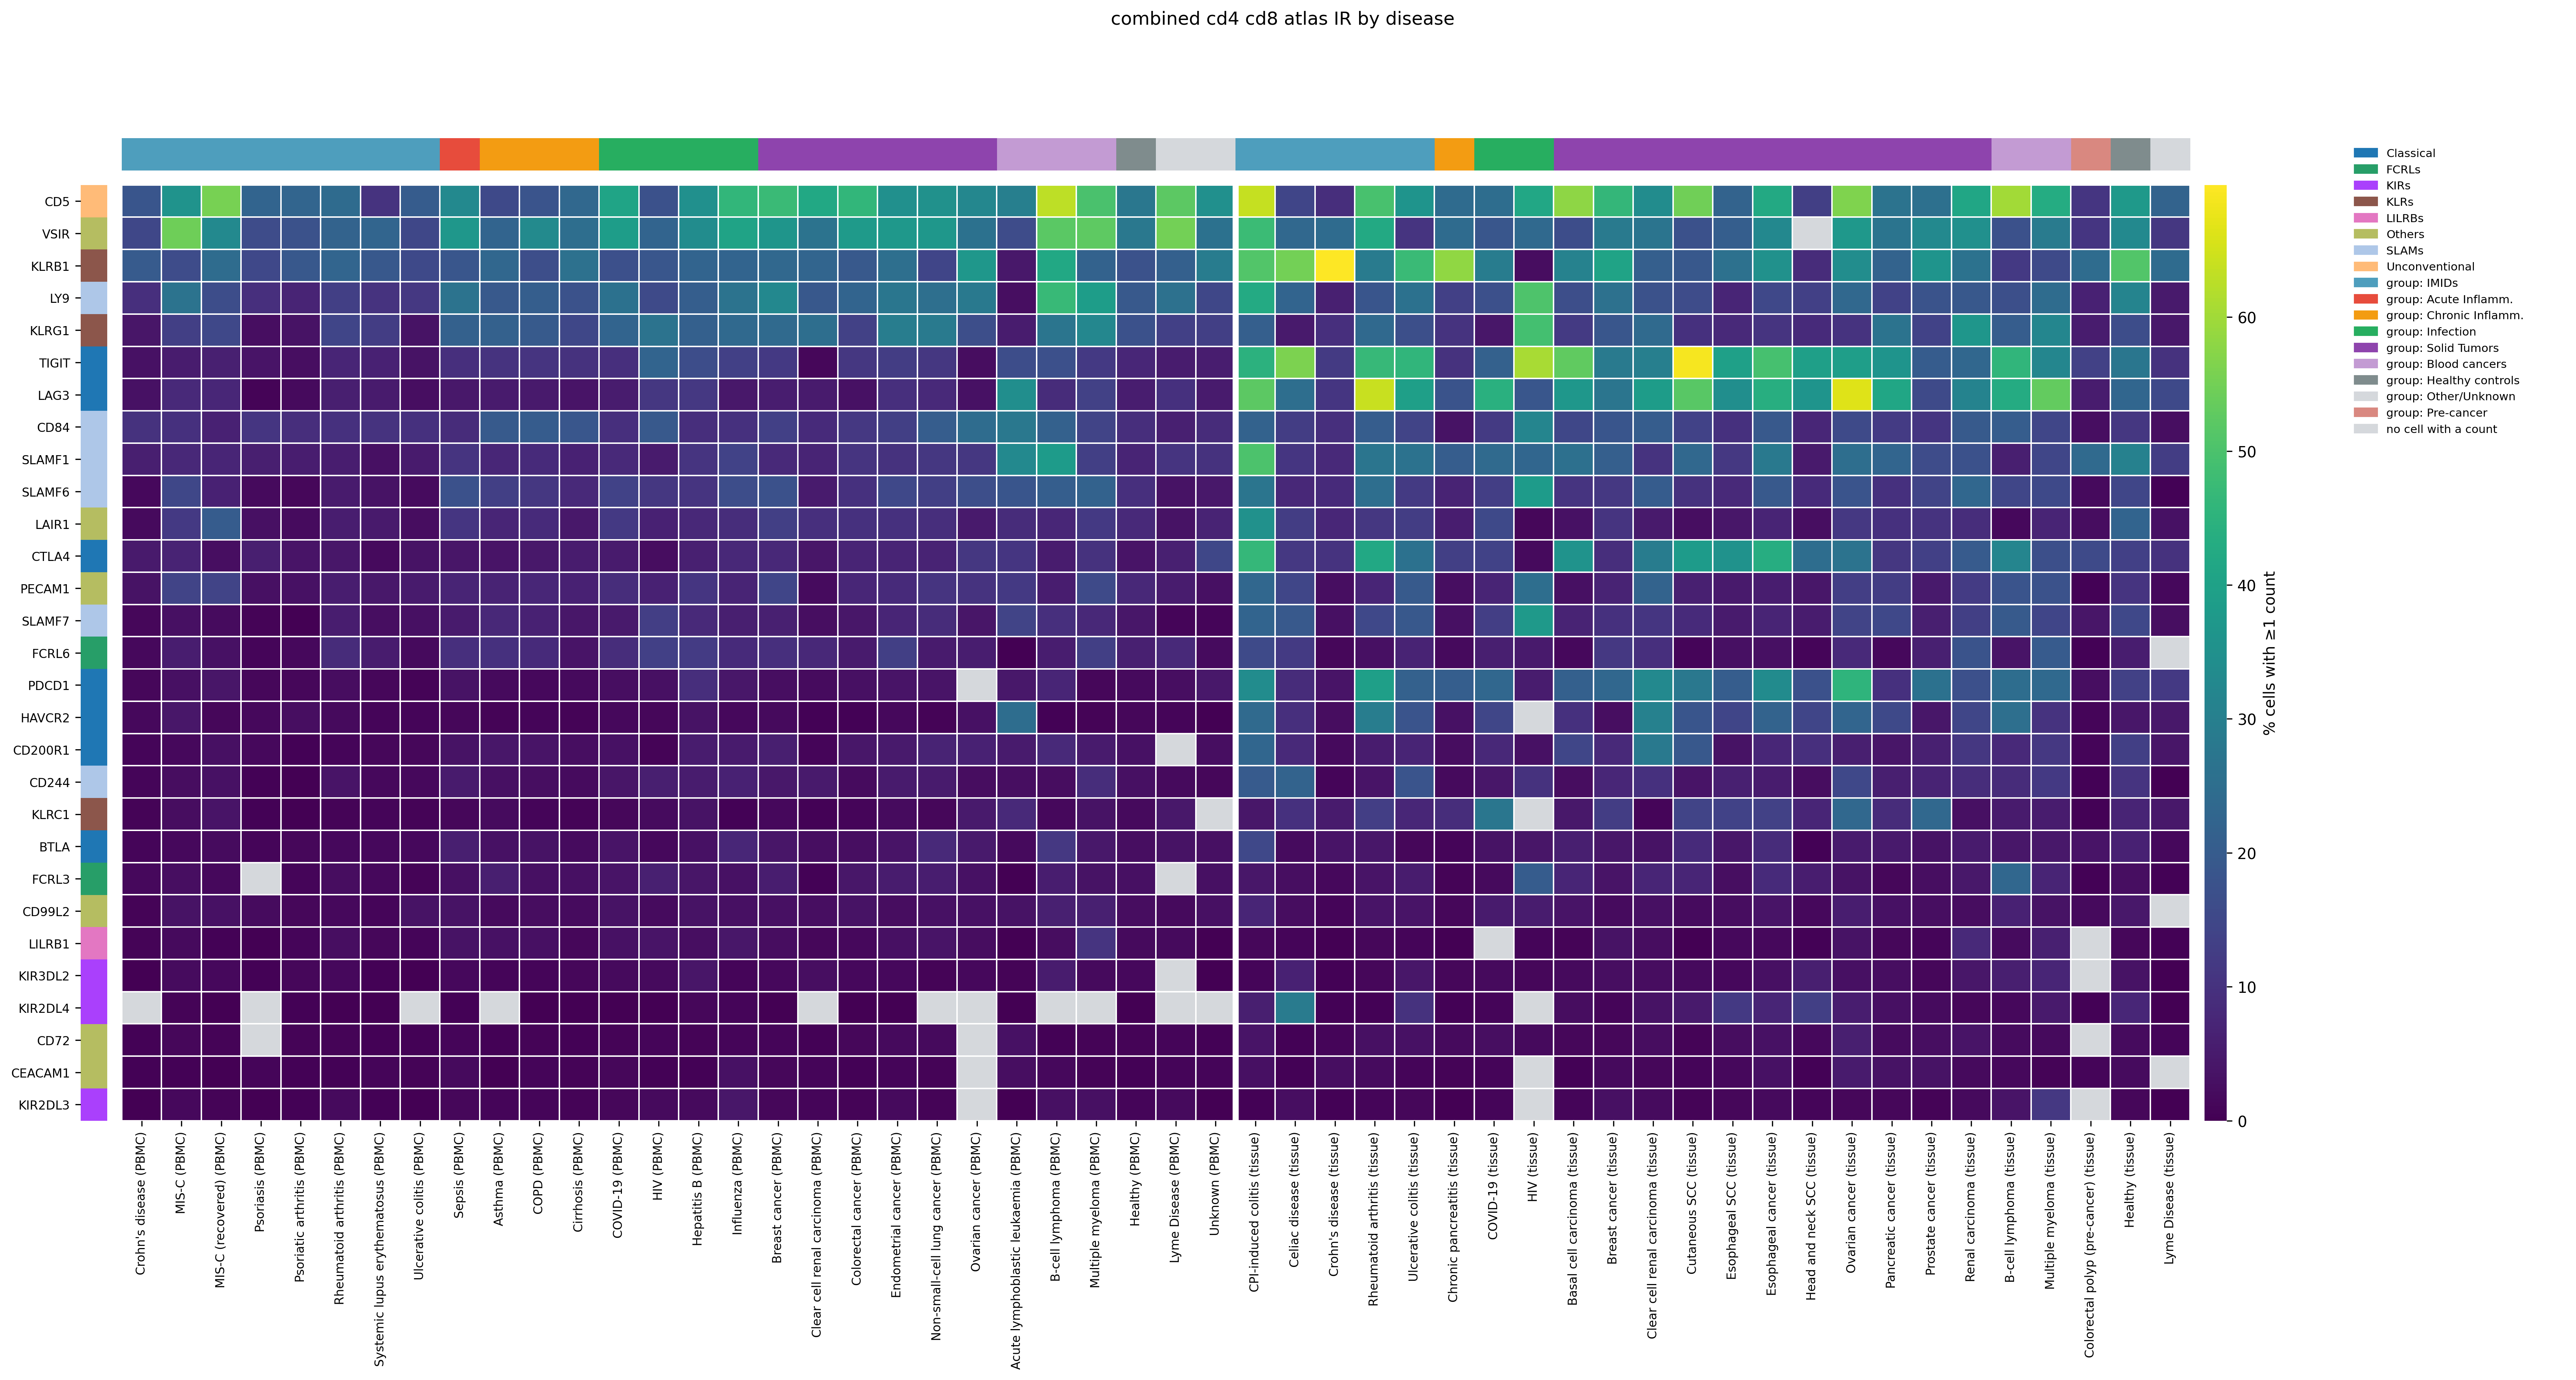 combined cd4 cd8 atlas IR by disease
CD5
VSIR
KLRB1
LY9
KLRG1
TIGIT
LAG3
CD84
SLAMF1
SLAMF6
LAIR1
CTLA4
PECAM1
SLAMF7
FCRL6
PDCD1
HAVCR2
CD200R1
CD244
KLRC1
BTLA
FCRL3
CD99L2
LILRB1
KIR3DL2
KIR2DL4
CD72
CEACAM1
KIR2DL3
Crohn's disease (PBMC)
MIS-C (PBMC)
MIS-C (recovered) (PBMC)
Psoriasis (PBMC)
Psoriatic arthritis (PBMC)
Rheumatoid arthritis (PBMC)
Systemic lupus erythematosus (PBMC)
Ulcerative colitis (PBMC)
Sepsis (PBMC)
Asthma (PBMC)
COPD (PBMC)
Cirrhosis (PBMC)
COVID-19 (PBMC)
HIV (PBMC)
Hepatitis B (PBMC)
Influenza (PBMC)
Breast cancer (PBMC)
Clear cell renal carcinoma (PBMC)
Colorectal cancer (PBMC)
Endometrial cancer (PBMC)
Non-small-cell lung cancer (PBMC)
Ovarian cancer (PBMC)
Acute lymphoblastic leukaemia (PBMC)
B-cell lymphoma (PBMC)
Multiple myeloma (PBMC)
Healthy (PBMC)
Lyme Disease (PBMC)
Unknown (PBMC)
CPI-induced colitis (tissue)
Celiac disease (tissue)
Crohn's disease (tissue)
Rheumatoid arthritis (tissue)
Ulcerative colitis (tissue)
Chronic pancreatitis (tissue)
COVID-19 (tissue)
HIV (tissue)
Basal cell carcinoma (tissue)
Breast cancer (tissue)
Clear cell renal carcinoma (tissue)
Cutaneous SCC (tissue)
Esophageal SCC (tissue)
Esophageal cancer (tissue)
Head and neck SCC (tissue)
Ovarian cancer (tissue)
Pancreatic cancer (tissue)
Prostate cancer (tissue)
Renal carcinoma (tissue)
B-cell lymphoma (tissue)
Multiple myeloma (tissue)
Colorectal polyp (pre-cancer) (tissue)
Healthy (tissue)
Lyme Disease (tissue)
60
50
40
30
20
10
0
% cells with ≥1 count
Classical
FCRLs
KIRs
KLRs
LILRBs
Others
SLAMs
Unconventional
group: IMIDs
group: Acute Inflamm.
group: Chronic Inflamm.
group: Infection
group: Solid Tumors
group: Blood cancers
group: Healthy controls
group: Other/Unknown
group: Pre-cancer
no cell with a count